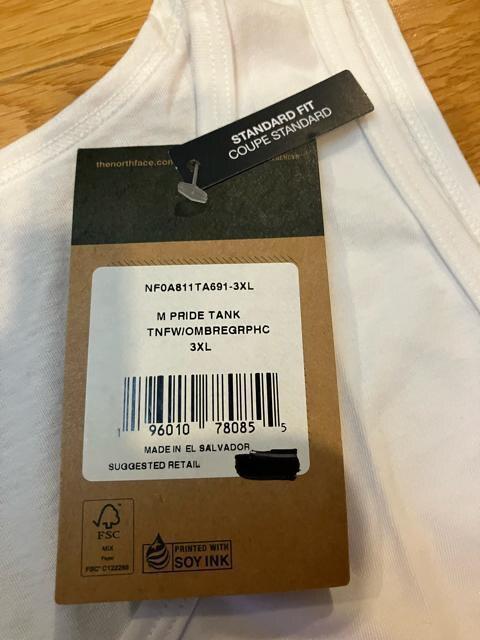 STANDARD FIT
COUPE STANDARD
thenorthface.com
NF0A811TA691-3XL
M PRIDE TANK
TNFW/OMBREGRPHC
3XL
1 96010 78085 5
MADE IN EL SALVADOR
SUGGESTED RETAIL
FSC
MIX
Paper
FSC® C122280
PRINTED WITH
SOY INK